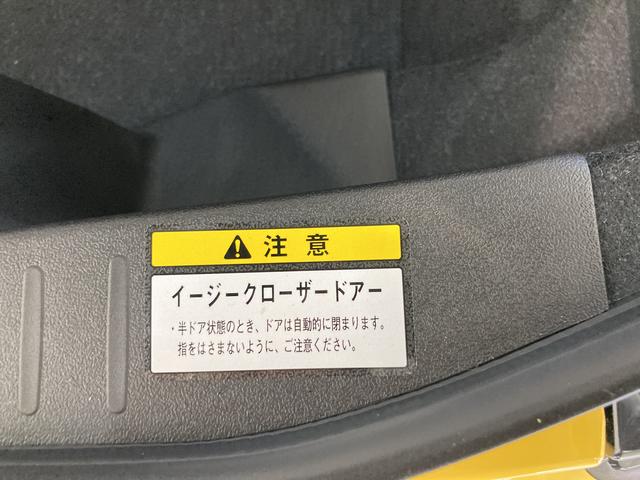 注意
イージークローザードアー
・半ドア状態のとき、ドアは自動的に閉まります。
指をはさまないように、ご注意ください。